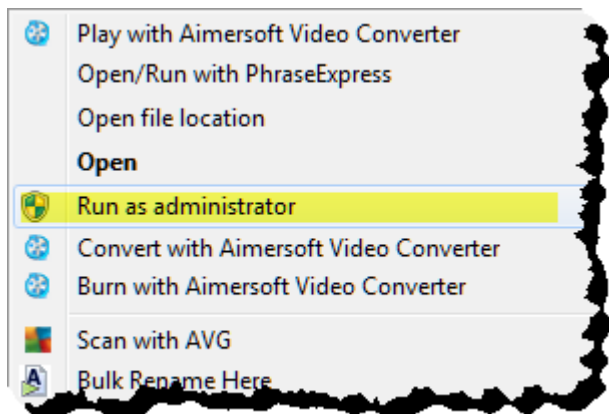 Play with Aimersoft Video Converter
Open/Run with PhraseExpress
Open file location
Open
Run as administrator
Convert with Aimersoft Video Converter
Burn with Aimersoft Video Converter
Scan with AVG
Bulk Rename Here